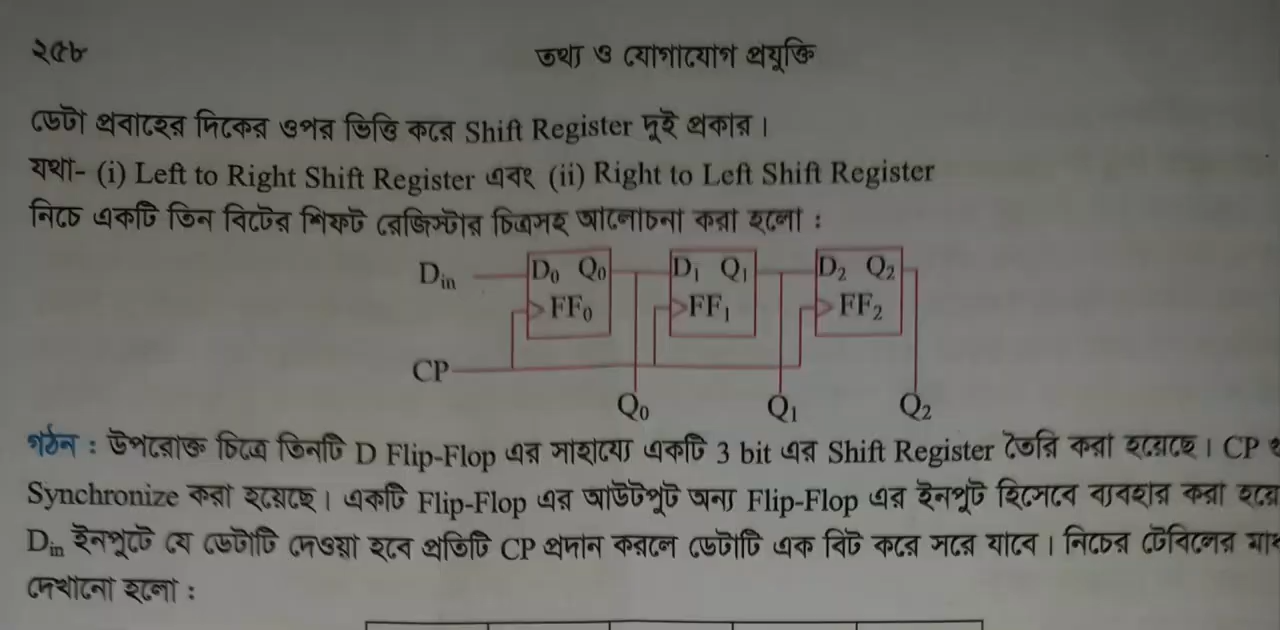 ২৫৮
তথ্য ও যোগাযোগ প্রযুক্তি
ডেটা প্রবাহের দিকের ওপর ভিত্তি করে Shift Register দুই প্রকার।
যথা- (i) Left to Right Shift Register এবং (ii) Right to Left Shift Register
নিচে একটি তিন বিটের শিফট রেজিস্টার চিত্রসহ আলোচনা করা হলো :
D_in D₀ Q₀ D₁ Q₁ D₂ Q₂
FF₀ FF₁ FF₂
CP
Q₀ Q₁ Q₂
গঠন : উপরোক্ত চিত্রে তিনটি D Flip-Flop এর সাহায্যে একটি 3 bit এর Shift Register তৈরি করা হয়েছে। CP
Synchronize করা হয়েছে। একটি Flip-Flop এর আউটপুট অন্য Flip-Flop এর ইনপুট হিসেবে ব্যবহার করা
D_in ইনপুটে যে ডেটাটি দেওয়া হবে প্রতিটি CP প্রদান করলে ডেটাটি এক বিট করে সরে যাবে। নিচের টেবিলের
দেখানো হলো :